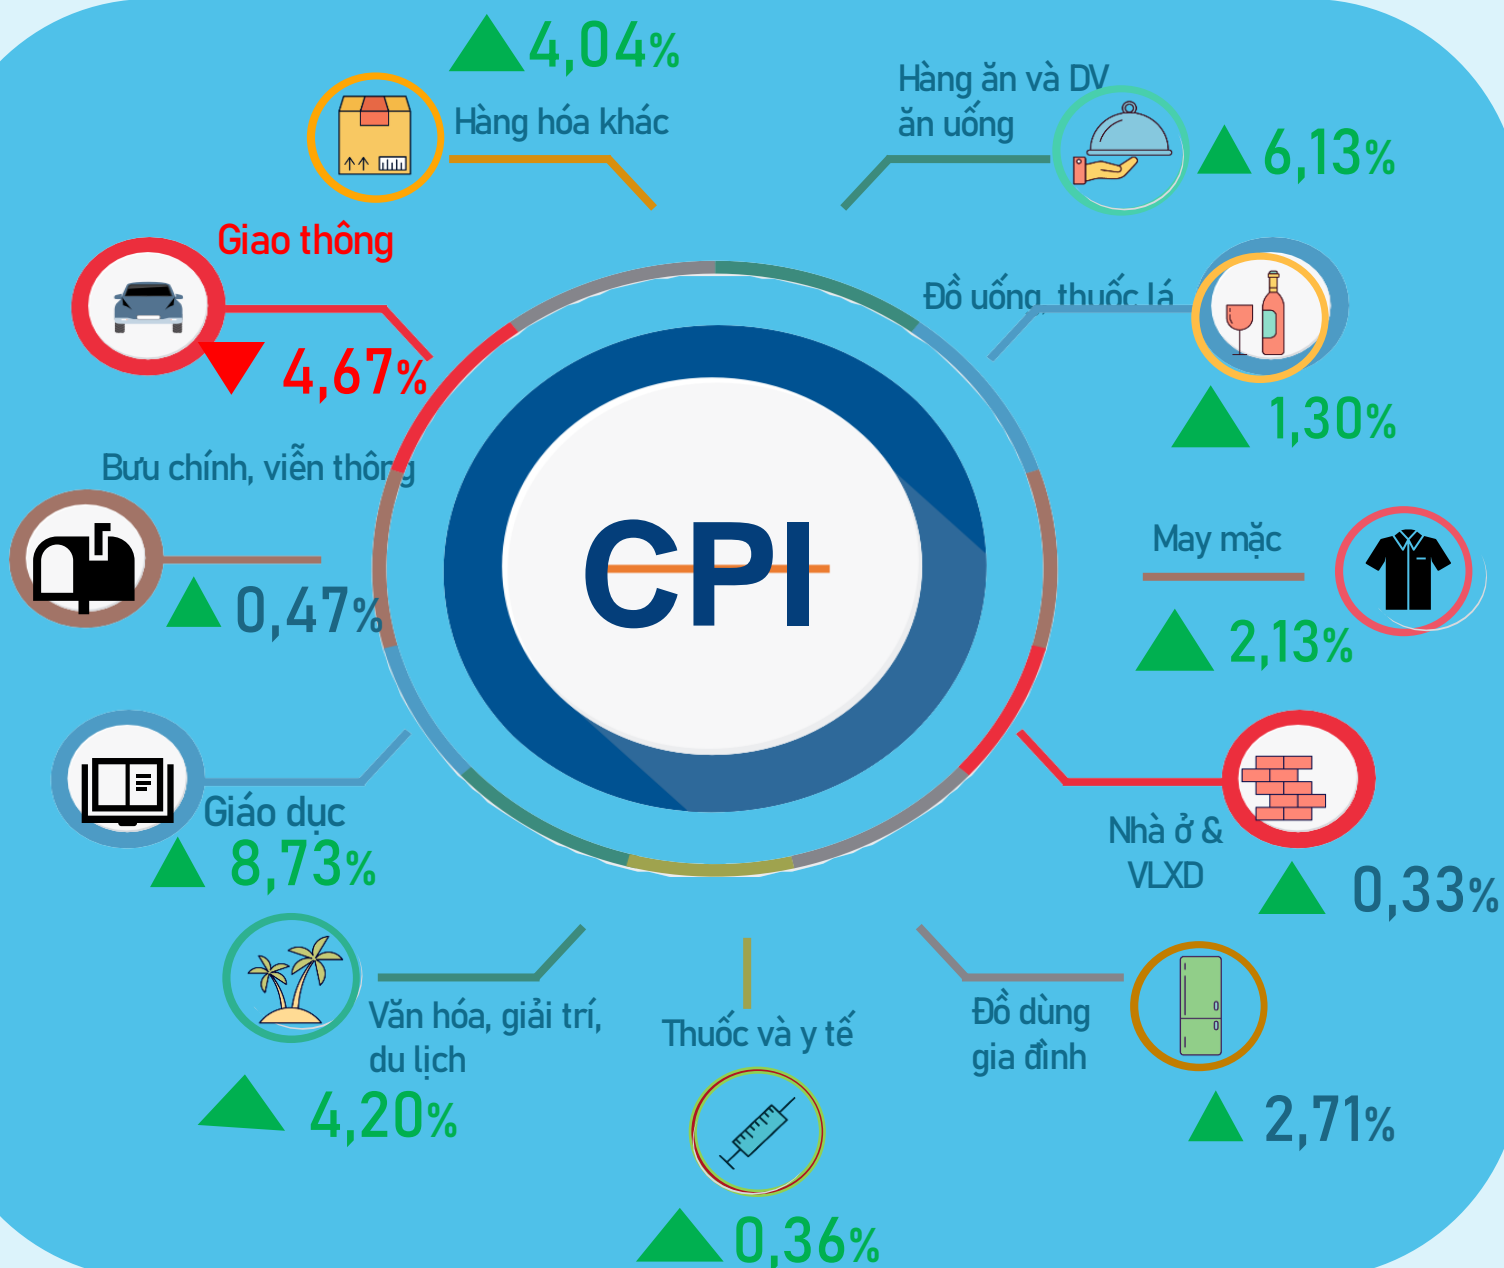 4,04%
Hàng hóa khác
Hàng ăn và DV
ăn uống
6,13%
Giao thông
4,67%
Đồ uống, thuốc lá
1,30%
Bưu chính, viễn thông
0,47%
CPI
May mặc
2,13%
Giáo dục
8,73%
Nhà ở &
VLXD
0,33%
Văn hóa, giải trí,
du lịch
4,20%
Thuốc và y tế
0,36%
Đồ dùng
gia đình
2,71%